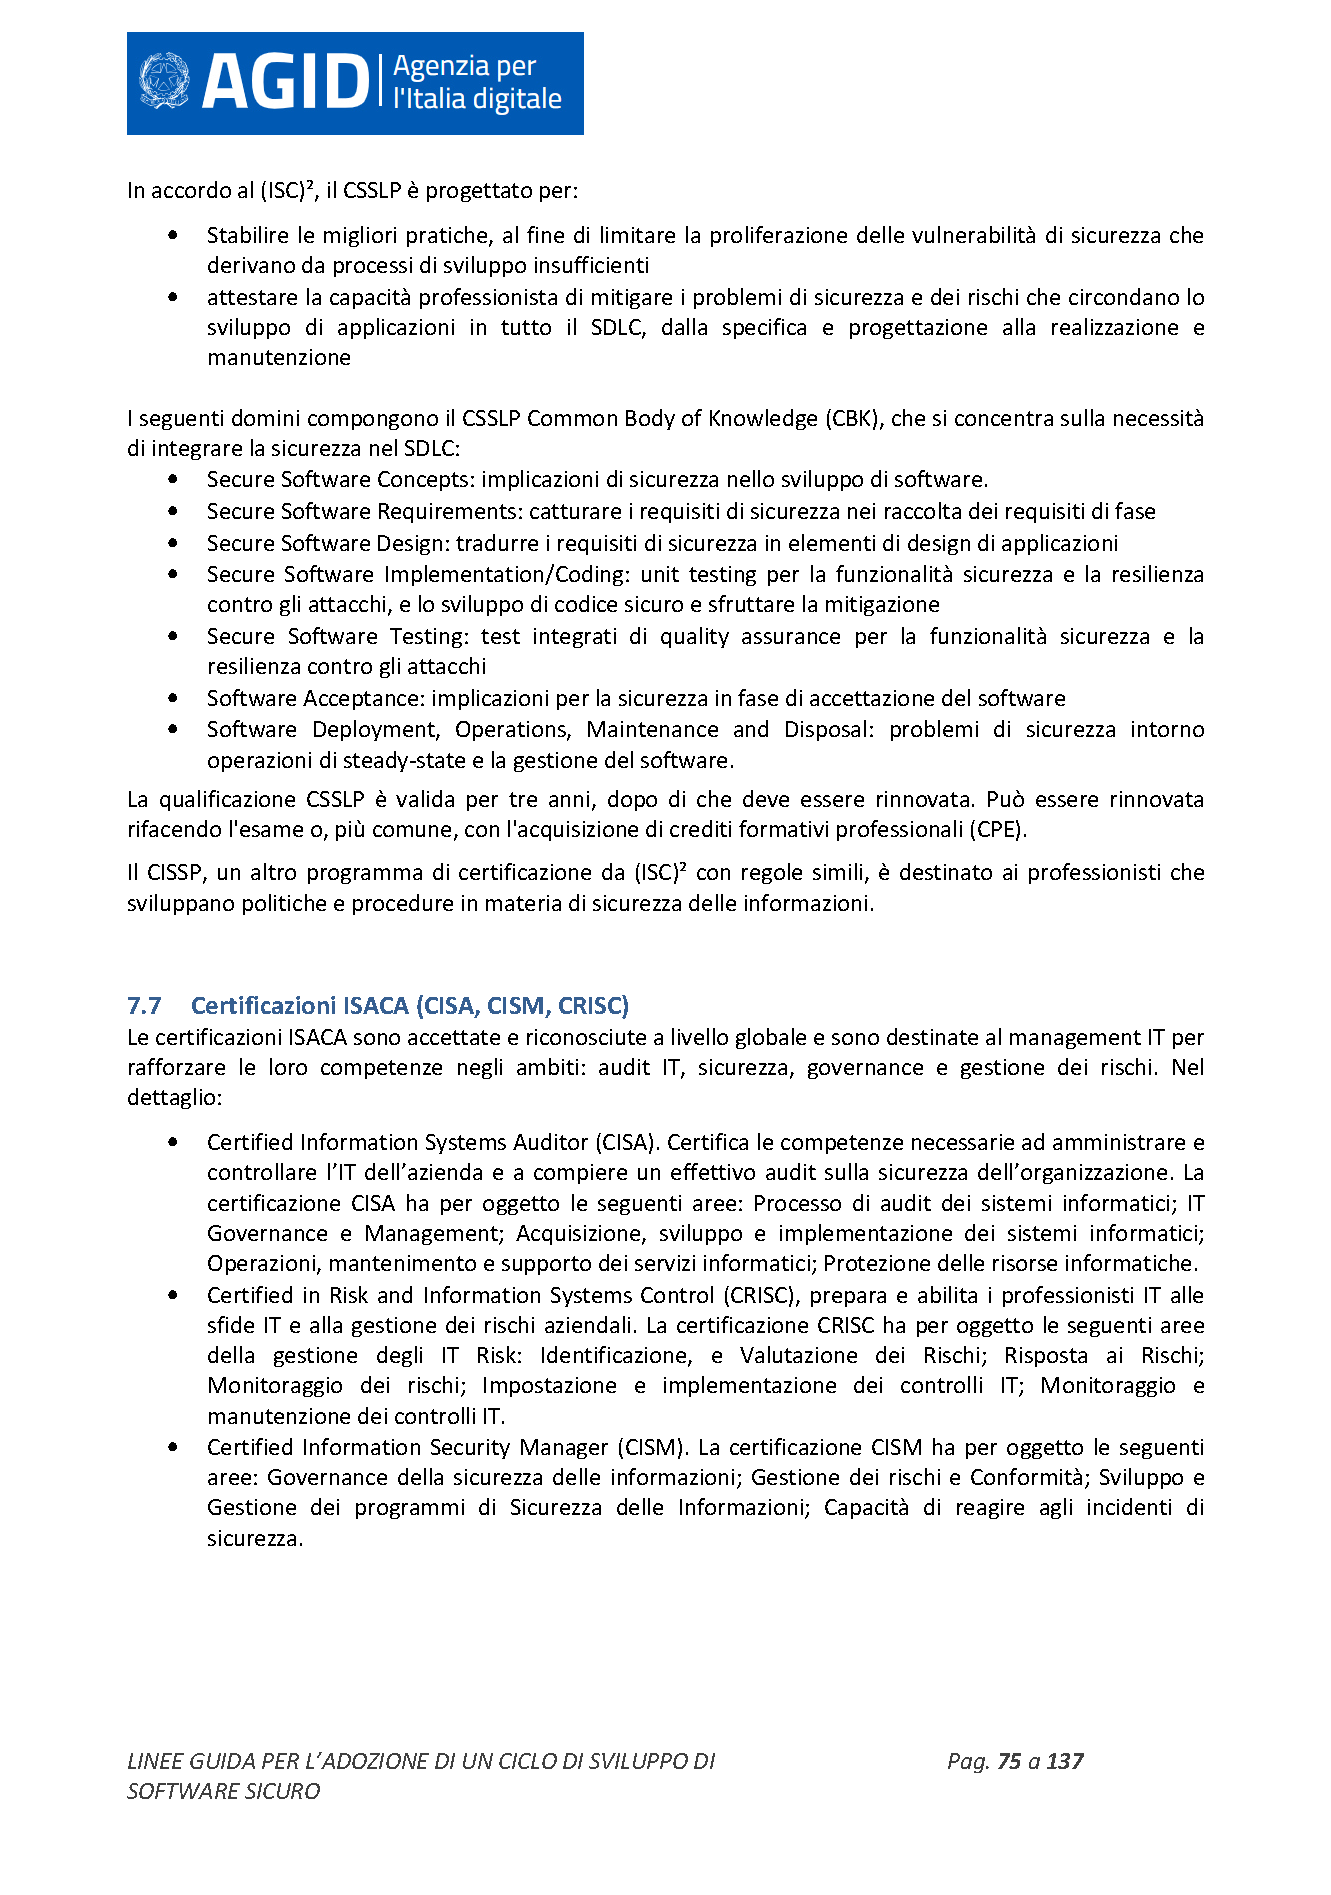 AGID Agenzia per
l'Italia digitale
In accordo al (ISC)², il CSSLP è progettato per:
• Stabilire le migliori pratiche, al fine di limitare la proliferazione delle vulnerabilità di sicurezza che
derivano da processi di sviluppo insufficienti
• attestare la capacità professionista di mitigare i problemi di sicurezza e dei rischi che circondano lo
sviluppo di applicazioni in tutto il SDLC, dalla specifica e progettazione alla realizzazione e
manutenzione
I seguenti domini compongono il CSSLP Common Body of Knowledge (CBK), che si concentra sulla necessità
di integrare la sicurezza nel SDLC:
• Secure Software Concepts: implicazioni di sicurezza nello sviluppo di software.
• Secure Software Requirements: catturare i requisiti di sicurezza nei raccolta dei requisiti di fase
• Secure Software Design: tradurre i requisiti di sicurezza in elementi di design di applicazioni
• Secure Software Implementation/Coding: unit testing per la funzionalità sicurezza e la resilienza
contro gli attacchi, e lo sviluppo di codice sicuro e sfruttare la mitigazione
• Secure Software Testing: test integrati di quality assurance per la funzionalità sicurezza e la
resilienza contro gli attacchi
• Software Acceptance: implicazioni per la sicurezza in fase di accettazione del software
• Software Deployment, Operations, Maintenance and Disposal: problemi di sicurezza intorno
operazioni di steady-state e la gestione del software.
La qualificazione CSSLP è valida per tre anni, dopo di che deve essere rinnovata. Può essere rinnovata
rifacendo l'esame o, più comune, con l'acquisizione di crediti formativi professionali (CPE).
Il CISSP, un altro programma di certificazione da (ISC)² con regole simili, è destinato ai professionisti che
sviluppano politiche e procedure in materia di sicurezza delle informazioni.
7.7 Certificazioni ISACA (CISA, CISM, CRISC)
Le certificazioni ISACA sono accettate e riconosciute a livello globale e sono destinate al management IT per
rafforzare le loro competenze negli ambiti: audit IT, sicurezza, governance e gestione dei rischi. Nel
dettaglio:
• Certified Information Systems Auditor (CISA). Certifica le competenze necessarie ad amministrare e
controllare l’IT dell’azienda e a compiere un effettivo audit sulla sicurezza dell’organizzazione. La
certificazione CISA ha per oggetto le seguenti aree: Processo di audit dei sistemi informatici; IT
Governance e Management; Acquisizione, sviluppo e implementazione dei sistemi informatici;
Operazioni, mantenimento e supporto dei servizi informatici; Protezione delle risorse informatiche.
• Certified in Risk and Information Systems Control (CRISC), prepara e abilita i professionisti IT alle
sfide IT e alla gestione dei rischi aziendali. La certificazione CRISC ha per oggetto le seguenti aree
della gestione degli IT Risk: Identificazione, e Valutazione dei Rischi; Risposta ai Rischi;
Monitoraggio dei rischi; Impostazione e implementazione dei controlli IT; Monitoraggio e
manutenzione dei controlli IT.
• Certified Information Security Manager (CISM). La certificazione CISM ha per oggetto le seguenti
aree: Governance della sicurezza delle informazioni; Gestione dei rischi e Conformità; Sviluppo e
Gestione dei programmi di Sicurezza delle Informazioni; Capacità di reagire agli incidenti di
sicurezza.
LINEE GUIDA PER L’ADOZIONE DI UN CICLO DI SVILUPPO DI Pag. 75 a 137
SOFTWARE SICURO